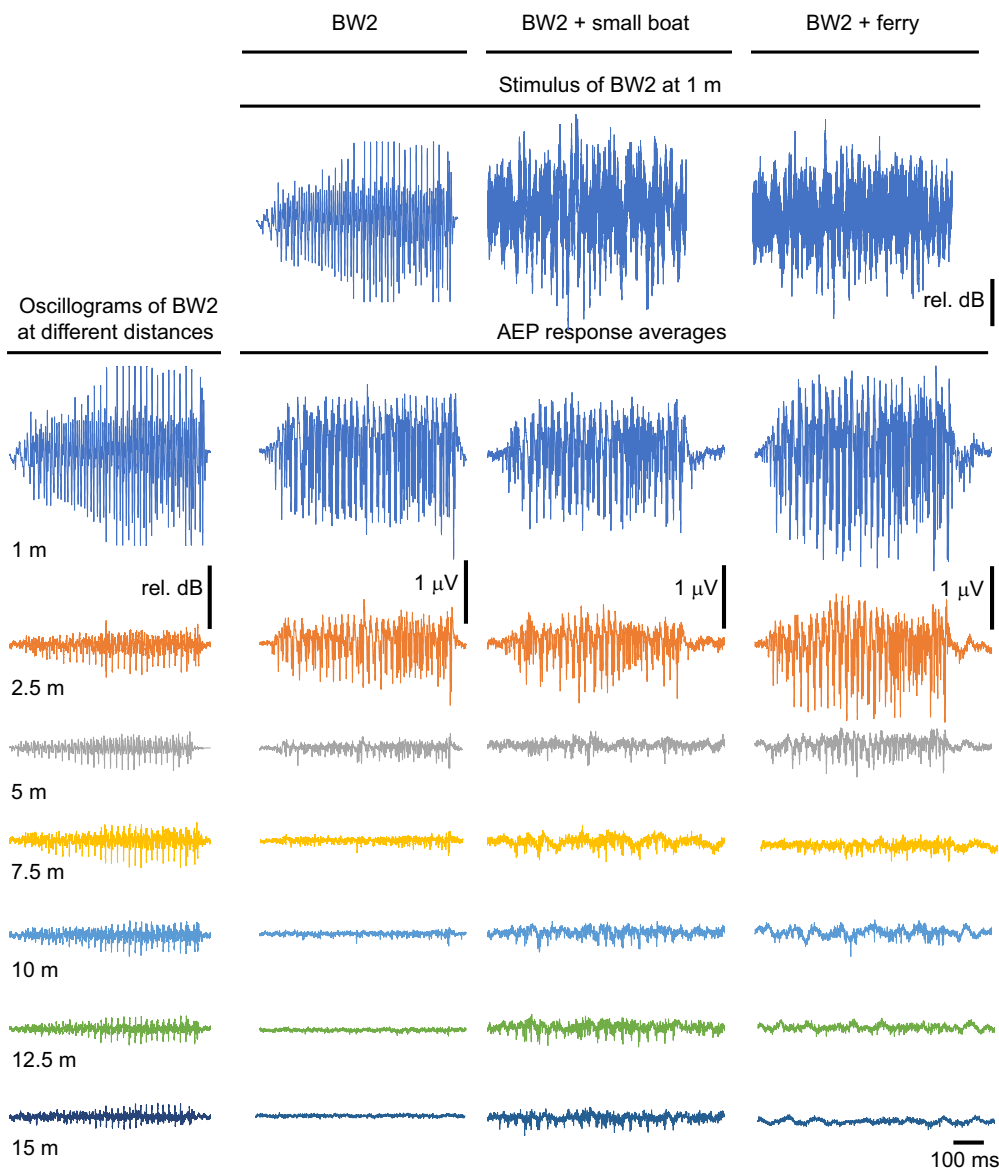 BW2
BW2 + small boat
BW2 + ferry
Stimulus of BW2 at 1 m
rel. dB
Oscillograms of BW2
at different distances
AEP response averages
1 m
rel. dB
1 μV
1 μV
1 μV
2.5 m
5 m
7.5 m
10 m
12.5 m
15 m
100 ms